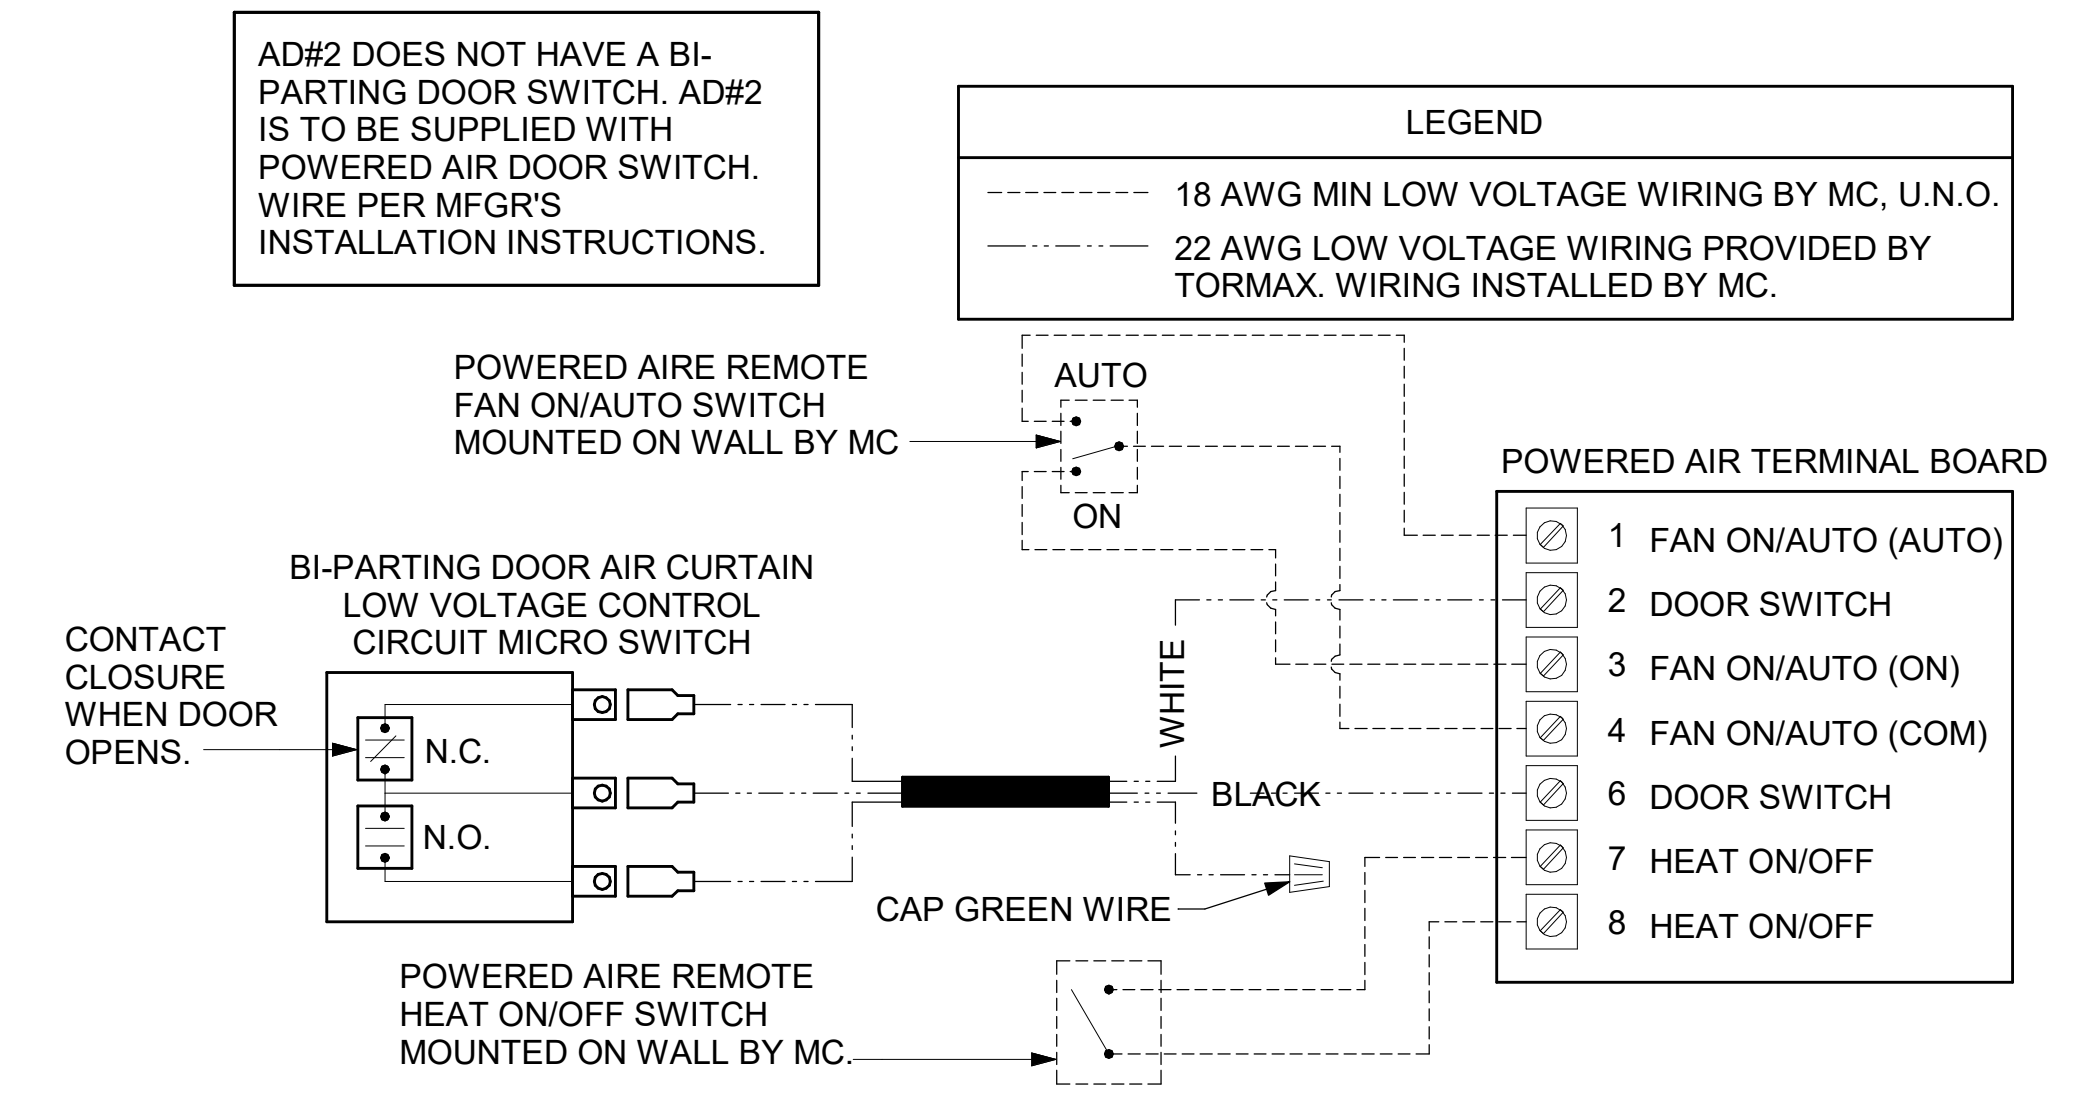 AD#2 DOES NOT HAVE A BI-
PARTING DOOR SWITCH. AD#2
IS TO BE SUPPLIED WITH
POWERED AIR DOOR SWITCH.
WIRE PER MFGR'S
INSTALLATION INSTRUCTIONS.
LEGEND
18 AWG MIN LOW VOLTAGE WIRING BY MC, U.N.O.
22 AWG LOW VOLTAGE WIRING PROVIDED BY
TORMAX. WIRING INSTALLED BY MC.
POWERED AIRE REMOTE
FAN ON/AUTO SWITCH
MOUNTED ON WALL BY MC
AUTO
ON
POWERED AIR TERMINAL BOARD
1 FAN ON/AUTO (AUTO)
2 DOOR SWITCH
3 FAN ON/AUTO (ON)
4 FAN ON/AUTO (COM)
6 DOOR SWITCH
7 HEAT ON/OFF
8 HEAT ON/OFF
BI-PARTING DOOR AIR CURTAIN
LOW VOLTAGE CONTROL
CIRCUIT MICRO SWITCH
CONTACT
CLOSURE
WHEN DOOR
OPENS.
N.C.
N.O.
WHITE
BLACK
CAP GREEN WIRE
POWERED AIRE REMOTE
HEAT ON/OFF SWITCH
MOUNTED ON WALL BY MC.